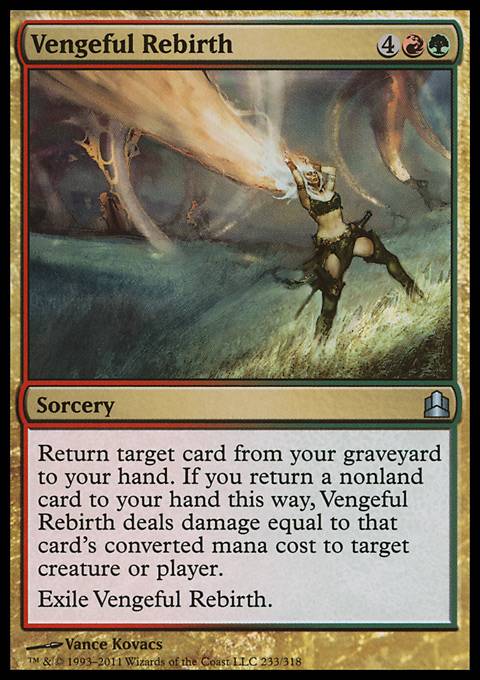 Vengeful Rebirth 4
Sorcery
Return target card from your graveyard
to your hand. If you return a nonland
card to your hand this way, Vengeful
Rebirth deals damage equal to that
card's converted mana cost to target
creature or player.
Exile Vengeful Rebirth.
Vance Kovacs
™ & © 1993–2011 Wizards of the Coast LLC 233/318